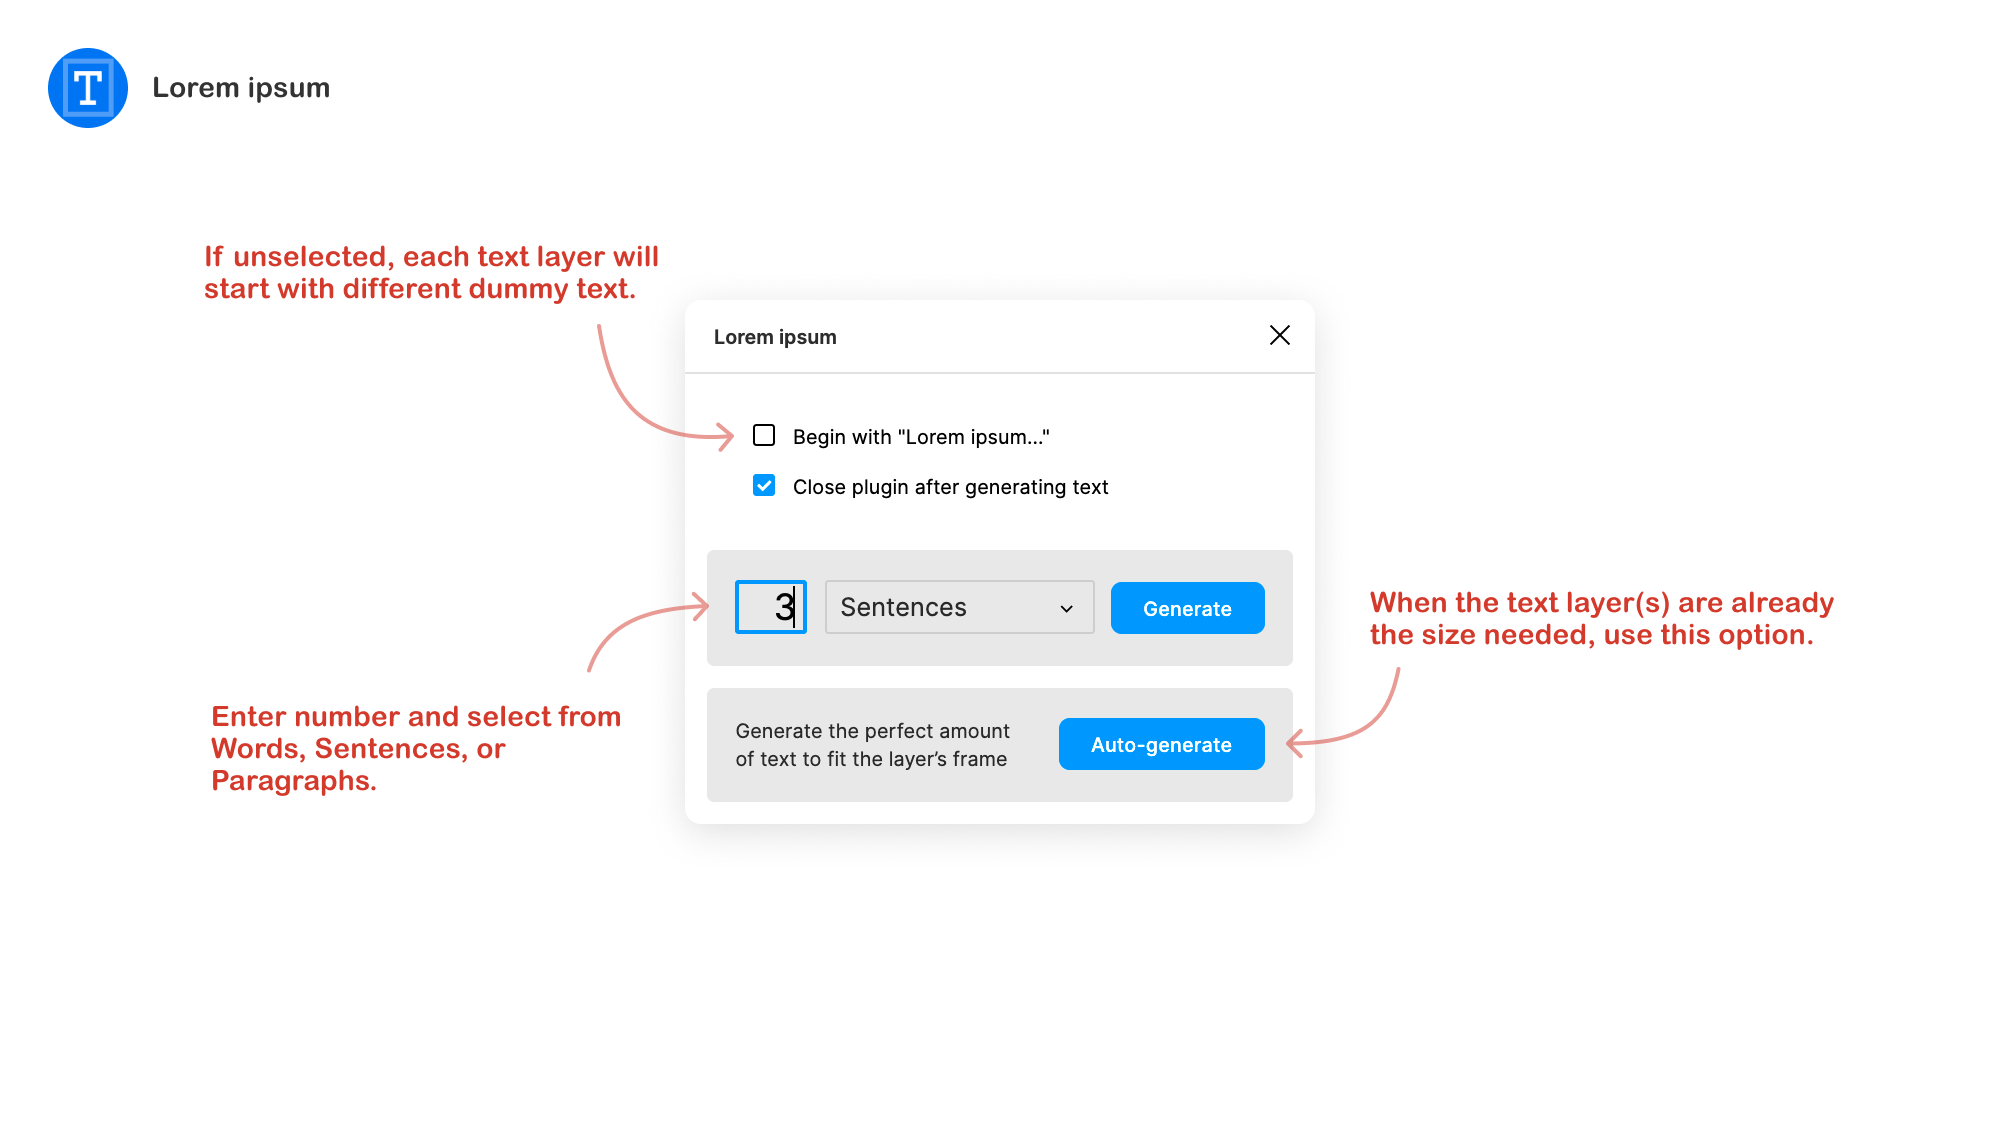 T
Lorem ipsum
If unselected, each text layer will
start with different dummy text.
Lorem ipsum
Begin with "Lorem ipsum..."
Close plugin after generating text
3
Sentences
Generate
When the text layer(s) are already
the size needed, use this option.
Enter number and select from
Words, Sentences, or
Paragraphs.
Generate the perfect amount
of text to fit the layer’s frame
Auto-generate